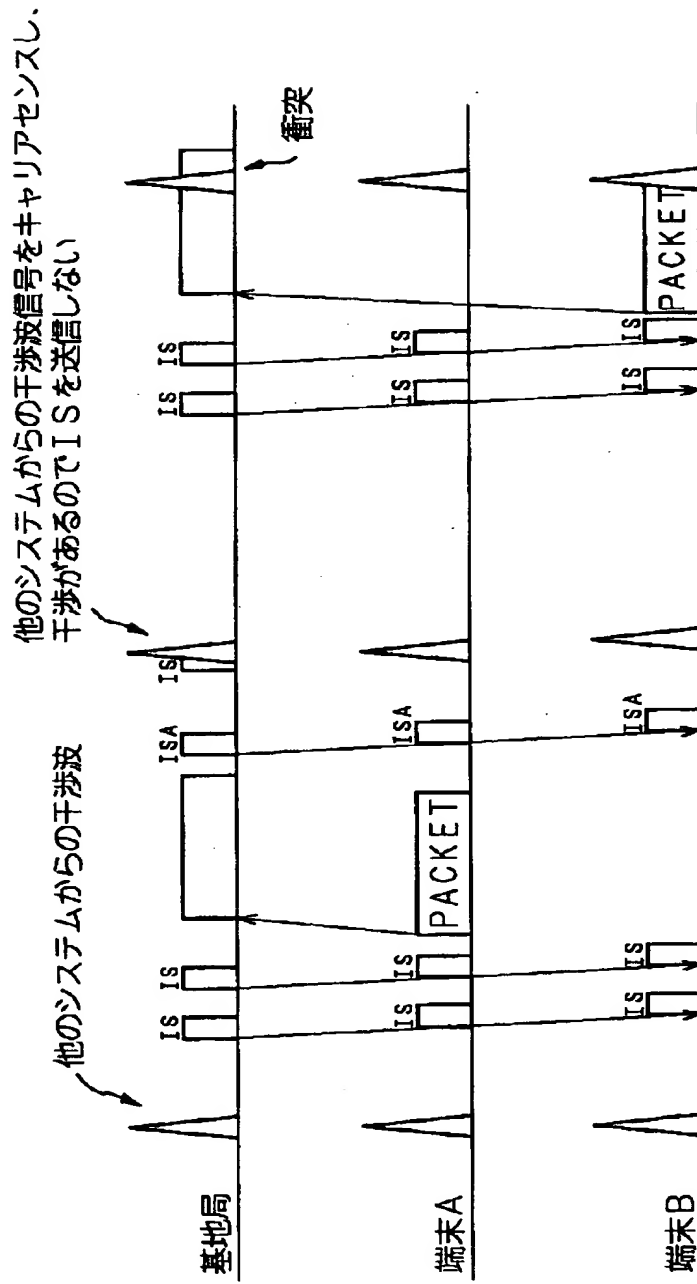 他のシステムからの干渉波
他のシステムからの干渉波信号をキャリアセンスし、
干渉があるのでISを送信しない
衝突
基地局
IS
IS
ISA
IS
IS
IS
端末A
IS
IS
PACKET
ISA
IS
IS
端末B
IS
IS
ISA
IS
IS
PACKET